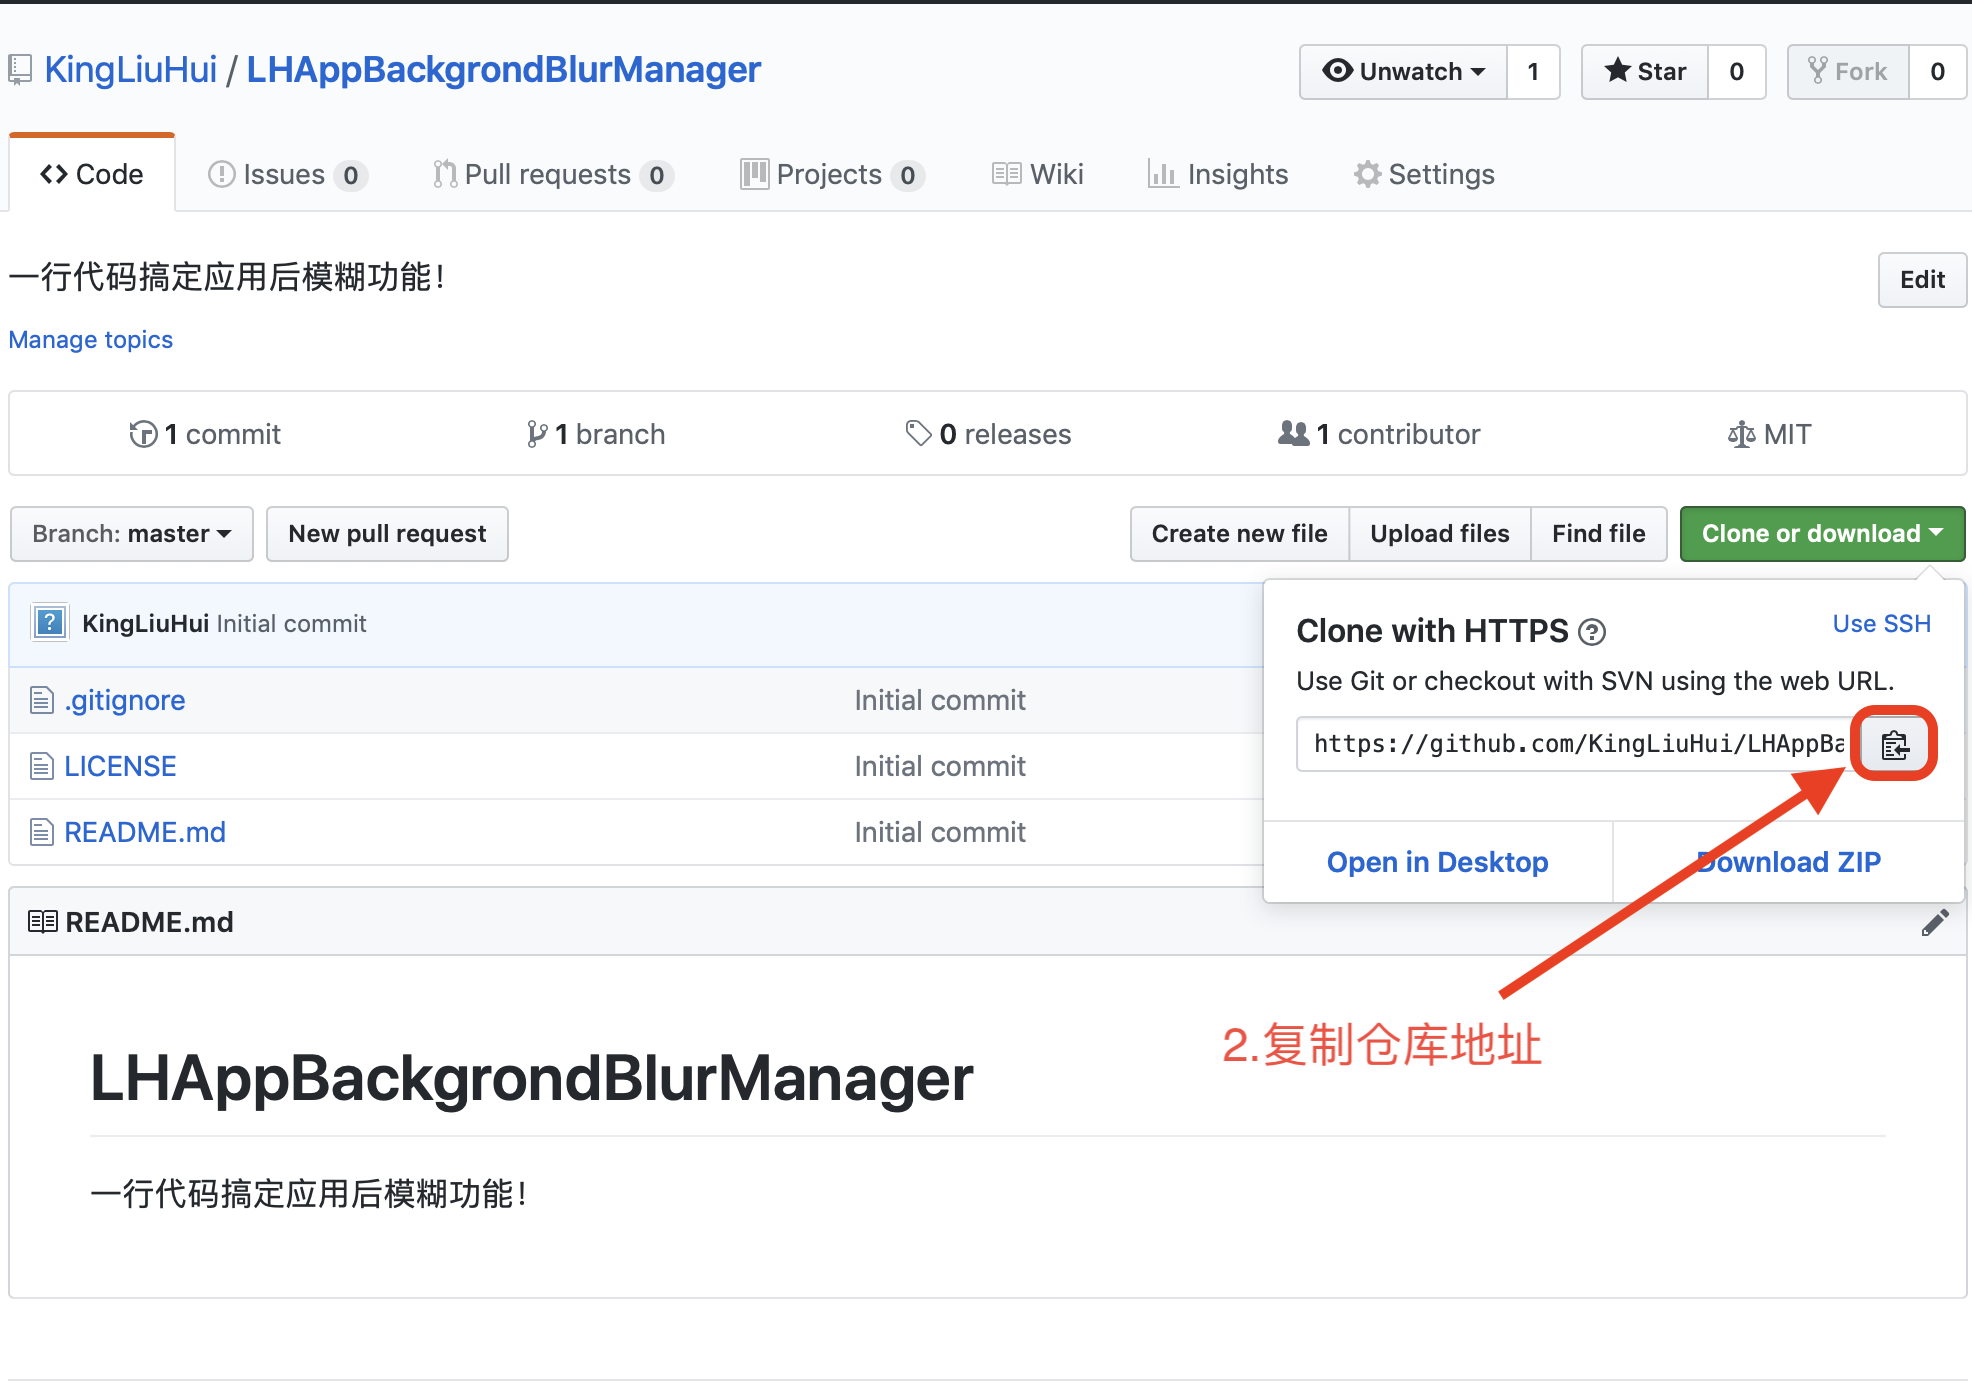 KingLiuHui / LHAppBackgrondBlurManager
Unwatch 1 Star 0 Fork 0
Code Issues 0 Pull requests 0 Projects 0 Wiki Insights Settings
一行代码搞定应用后模糊功能！
Edit
Manage topics
1 commit 1 branch 0 releases 1 contributor MIT
Branch: master New pull request Create new file Upload files Find file Clone or download
KingLiuHui Initial commit
.gitignore Initial commit
LICENSE Initial commit
README.md Initial commit
Clone with HTTPS ? Use SSH
Use Git or checkout with SVN using the web URL.
https://github.com/KingLiuHui/LHAppBa
Open in Desktop Download ZIP
README.md
2.复制仓库地址
LHAppBackgrondBlurManager
一行代码搞定应用后模糊功能！